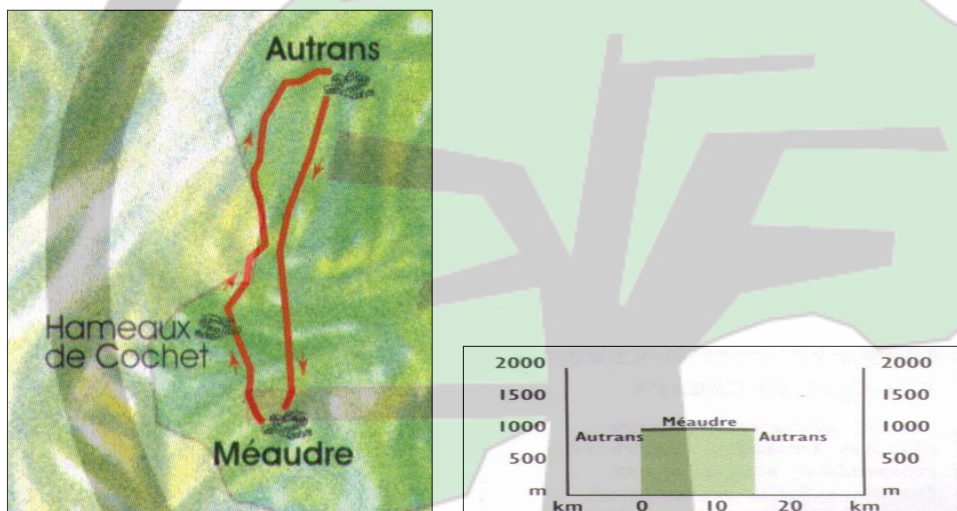 Autrans
Hameaux
de Cochet
Méaudre
2000 2000
1500 1500
1000 Méaudre 1000
Autrans Autrans
500 500
m m
km 0 10 20 km